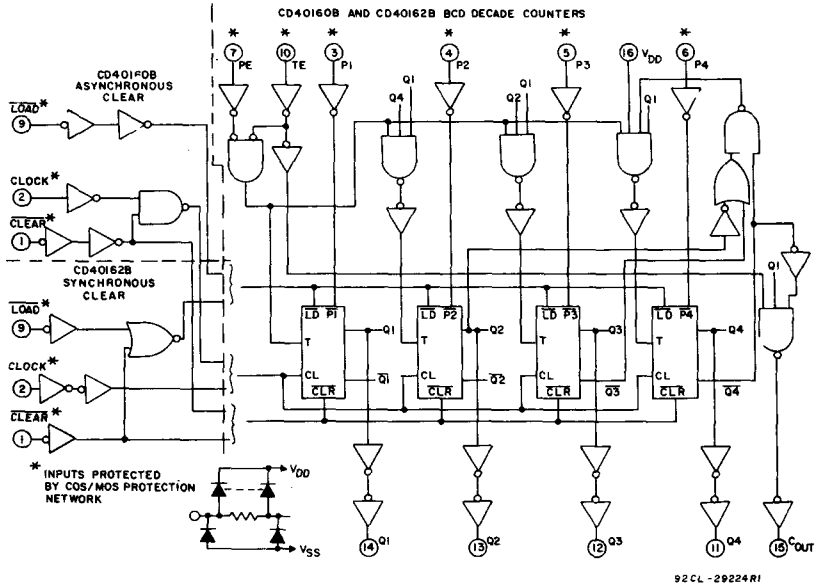 CD40160B AND CD40162B BCD DECADE COUNTERS
* * * * * *
7 10 3 4 5 16 VDD 6
PE TE P1 P2 P3 P4
CD40160B
ASYNCHRONOUS
CLEAR
LOAD*
9
Q1 Q1
Q4 Q2 Q1
CLOCK*
2
CLEAR*
1
CD40162B
SYNCHRONOUS
CLEAR
LOAD*
9
CLOCK*
2
CLEAR*
1
Q1
LD P1 LD P2 LD P3 LD P4
Q1 Q2 Q3 Q4
T T T T
CL CL CL CL
Q1 Q2 Q3 Q4
CLR CLR CLR CLR
* INPUTS PROTECTED
BY COS/MOS PROTECTION
NETWORK
VDD
VSS
14 Q1 13 Q2 12 Q3 11 Q4 15 COUT
92CL-29224R1